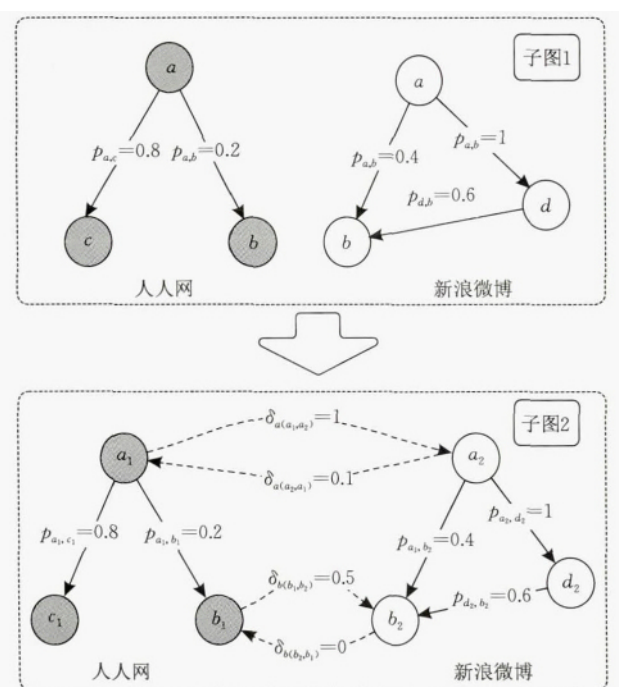 子图1
a
a
p_{a,c}=0.8
p_{a,b}=0.2
p_{a,b}=0.4
p_{a,b}=1
p_{d,b}=0.6
c
b
b
d
人人网
新浪微博
子图2
δ_{a(a_1,a_2)}=1
a_1
a_2
δ_{a(a_2,a_1)}=0.1
p_{a_1,c_1}=0.8
p_{a_1,b_1}=0.2
p_{a_1,b_2}=0.4
p_{a_2,d_2}=1
δ_{b(b_1,b_2)}=0.5
p_{d_2,b_2}=0.6
d_2
c_1
b_1
b_2
δ_{b(b_2,b_1)}=0
人人网
新浪微博